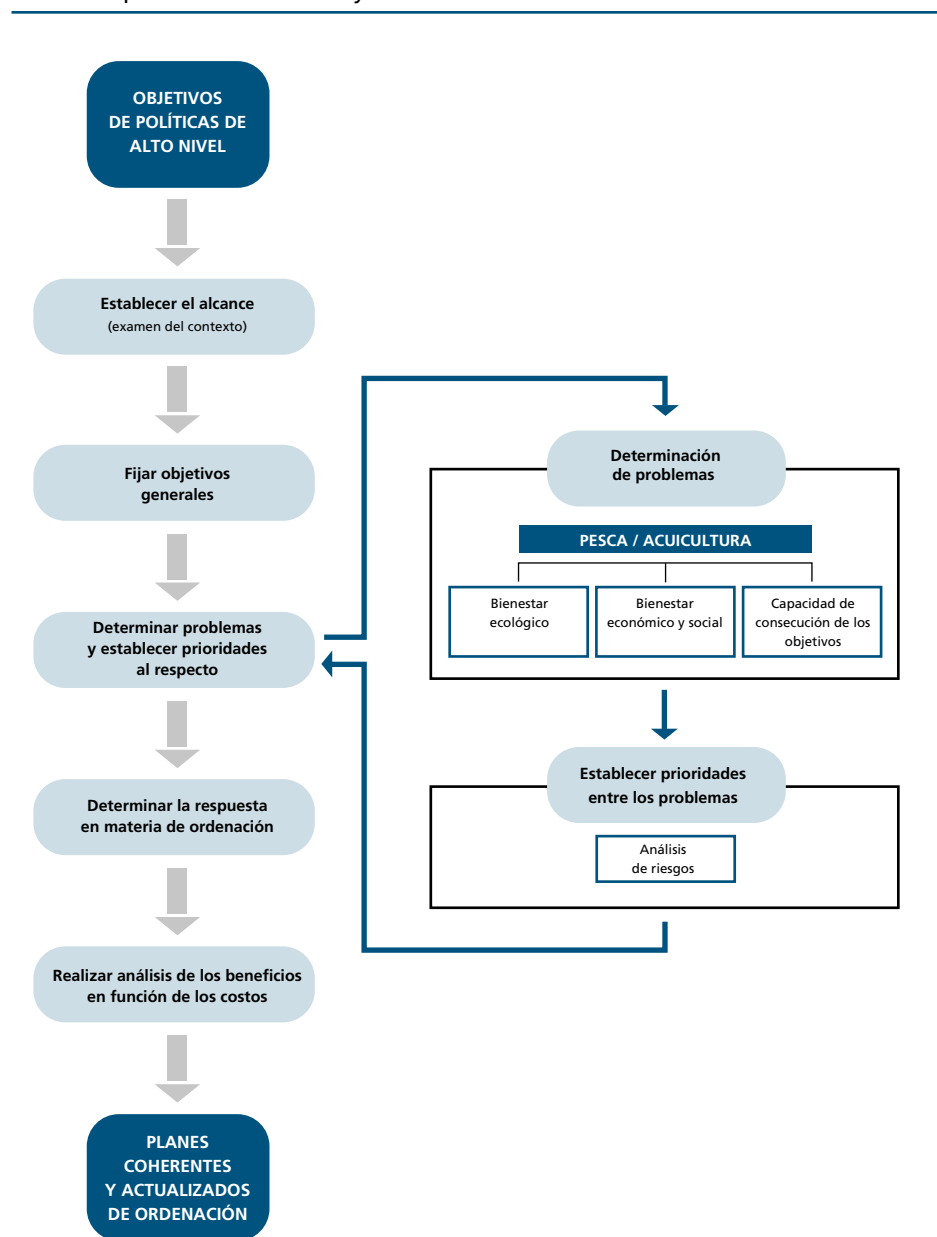 OBJETIVOS
DE POLÍTICAS DE
ALTO NIVEL
Establecer el alcance
(examen del contexto)
Fijar objetivos
generales
Determinar problemas
y establecer prioridades
al respecto
Determinar la respuesta
en materia de ordenación
Realizar análisis de los beneficios
en función de los costos
PLANES
COHERENTES
Y ACTUALIZADOS
DE ORDENACIÓN
Determinación
de problemas
PESCA / ACUICULTURA
Bienestar
ecológico
Bienestar
económico y social
Capacidad de
consecución de los
objetivos
Establecer prioridades
entre los problemas
Análisis
de riesgos